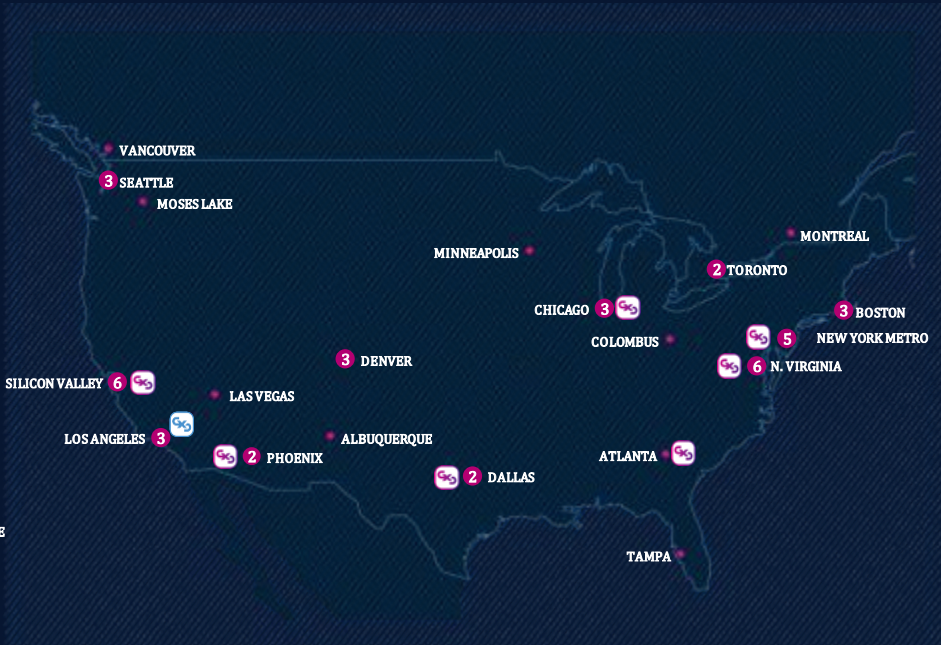 VANCOUVER
3 SEATTLE
MOSES LAKE
MONTREAL
MINNEAPOLIS
2 TORONTO
CHICAGO 3
3 BOSTON
COLOMBUS
5 NEW YORK METRO
3 DENVER
6 N. VIRGINIA
SILICON VALLEY 6
LAS VEGAS
LOS ANGELES 3
ALBUQUERQUE
2 PHOENIX
ATLANTA
2 DALLAS
E
TAMPA